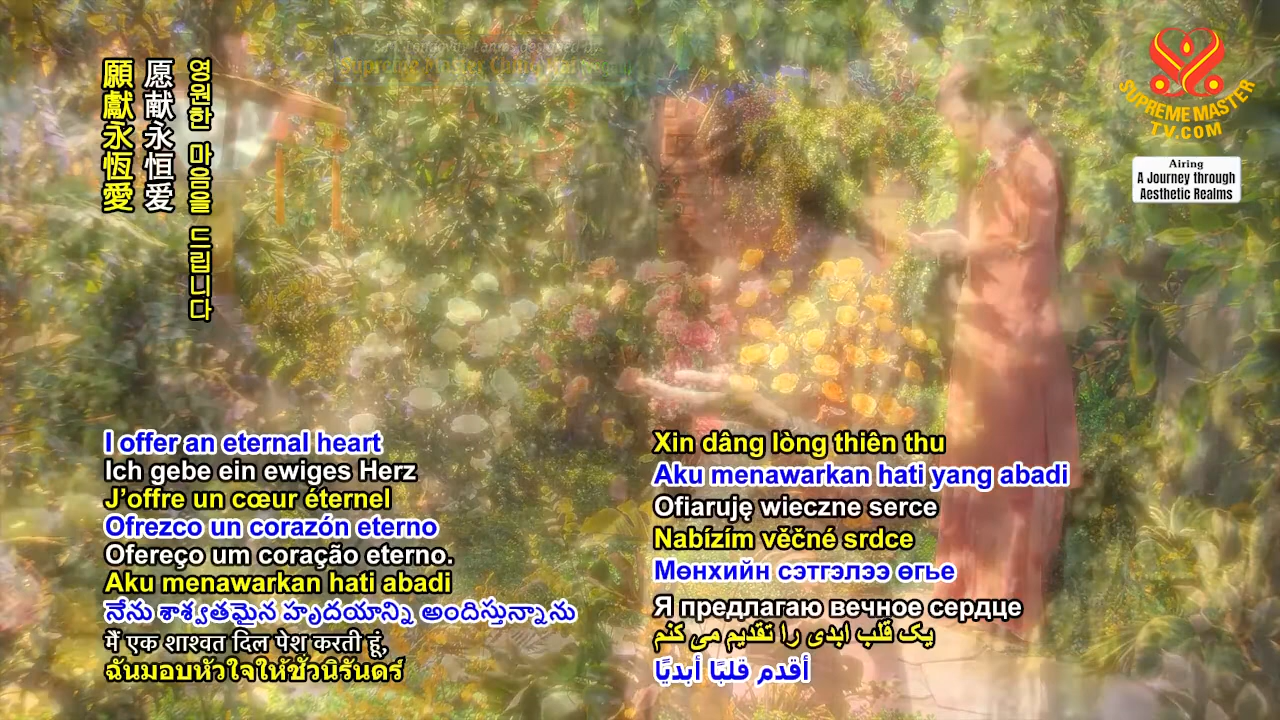 願獻永恆愛
愿献永恒爱
영원한 마음을 드립니다
SUPREME MASTER
TV.COM
Airing
A Journey through
Aesthetic Realms
I offer an eternal heart
Ich gebe ein ewiges Herz
J’offre un cœur éternel
Ofrezco un corazón eterno
Ofereço um coração eterno.
Aku menawarkan hati abadi
నేను శాశ్వతమైన హృదయాన్ని అందిస్తున్నాను
मैं एक शाश्वत दिल पेश करती हूं,
ฉันมอบหัวใจให้ชั่วนิรันดร์
Xin dâng lòng thiên thu
Aku menawarkan hati yang abadi
Ofiaruję wieczne serce
Nabízím věčné srdce
Мөнхийн сэтгэлээ өгье
Я предлагаю вечное сердце
یک قلب ابدی را تقدیم می کنم
أقدم قلبًا أبديًا